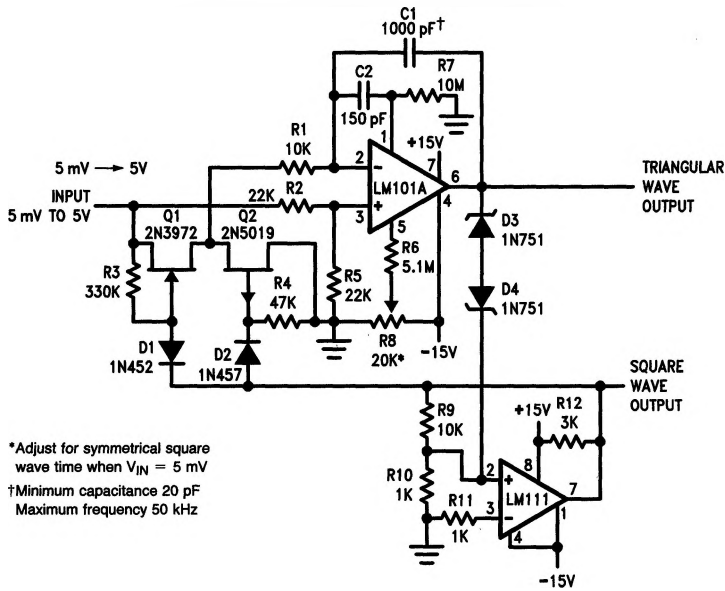 C1
1000 pF†
C2
150 pF
R7
10M
R1
10K
5 mV → 5V
INPUT
5 mV TO 5V
22K
R2
1
+15V
2
7
6
−
LM101A
+
4
3
5
TRIANGULAR
WAVE
OUTPUT
Q1
2N3972
Q2
2N5019
R6
5.1M
D3
1N751
R3
330K
R4
47K
R5
22K
D4
1N751
R8
20K*
−15V
D1
1N452
D2
1N457
SQUARE
WAVE
OUTPUT
R9
10K
+15V
R12
3K
R10
1K
2
8
+
LM111
7
R11
1K
3
−
1
4
−15V
*Adjust for symmetrical square
wave time when VIN = 5 mV
†Minimum capacitance 20 pF
Maximum frequency 50 kHz